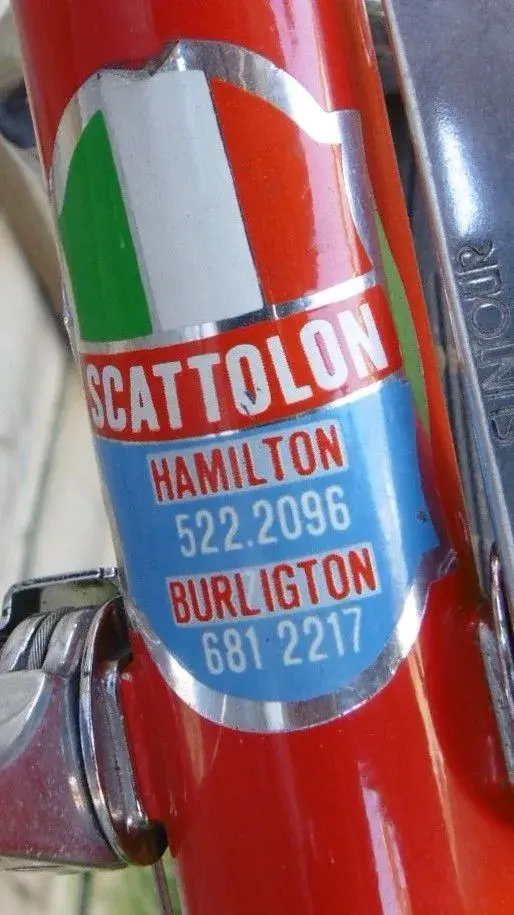 SCATTOLON
HAMILTON
522.2096
BURLIGTON
681 2217